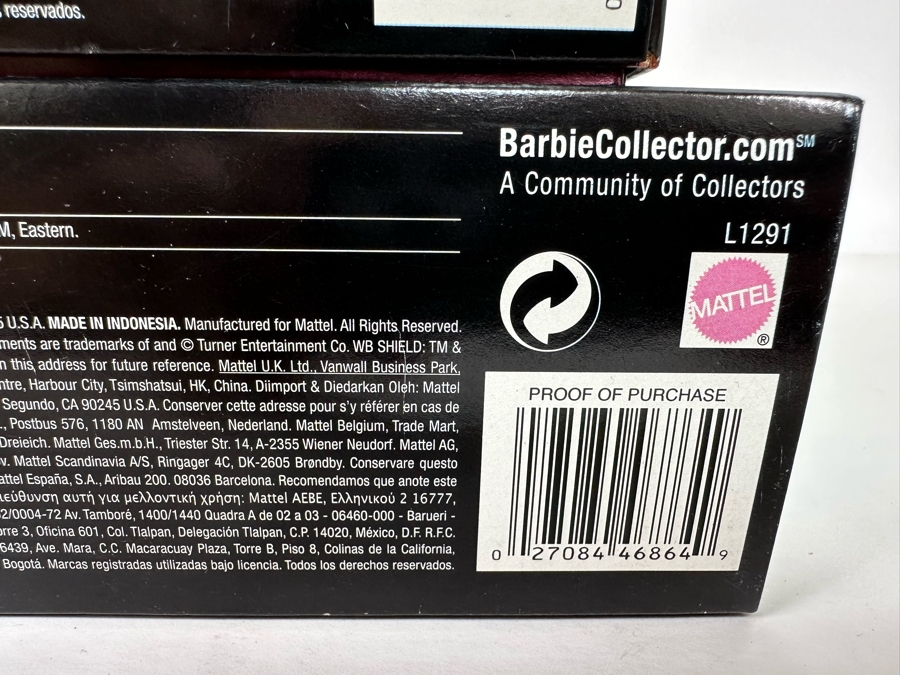 reservados.
BarbieCollector.com℠
A Community of Collectors
M, Eastern.
L1291
MATTEL
®
U.S.A. MADE IN INDONESIA. Manufactured for Mattel. All Rights Reserved.
ments are trademarks of and © Turner Entertainment Co. WB SHIELD: TM &
n this address for future reference. Mattel U.K. Ltd., Vanwall Business Park,
ntre, Harbour City, Tsimshatsui, HK, China. Diimport & Diedarkan Oleh: Mattel
Segundo, CA 90245 U.S.A. Conserver cette adresse pour s'y référer en cas de
., Postbus 576, 1180 AN Amstelveen, Nederland. Mattel Belgium, Trade Mart,
Dreieich. Mattel Ges.m.b.H., Triester Str. 14, A-2355 Wiener Neudorf. Mattel AG,
v. Mattel Scandinavia A/S, Ringager 4C, DK-2605 Brøndby. Conservare questo
attel España, S.A., Aribau 200. 08036 Barcelona. Recomendamos que anote este
ιεύθυνση αυτή για μελλοντική χρήση: Mattel AEBE, Ελληνικού 2 16777,
2/0004-72 Av. Tamboré, 1400/1440 Quadra A de 02 a 03 - 06460-000 - Barueri -
orre 3, Oficina 601, Col. Tlalpan, Delegación Tlalpan, C.P. 14020, México, D.F. R.F.C.
6439, Ave. Mara, C.C. Macaracuay Plaza, Torre B, Piso 8, Colinas de la California,
Bogotá. Marcas registradas utilizadas bajo licencia. Todos los derechos reservados.
PROOF OF PURCHASE
0 27084 46864 9